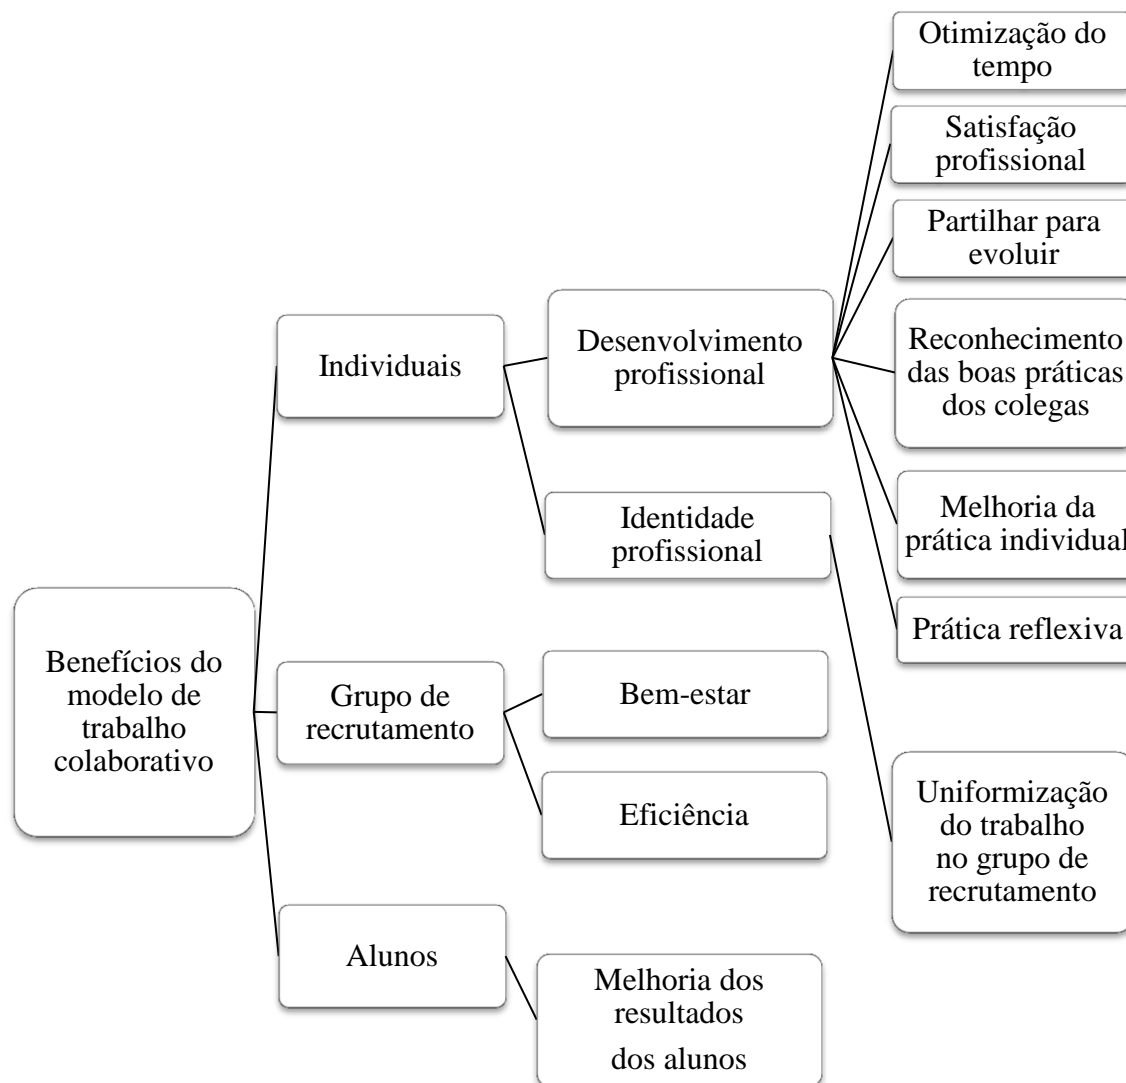 Otimização do
tempo
Satisfação
profissional
Partilhar para
evoluir
Reconhecimento
das boas práticas
dos colegas
Melhoria da
prática individual
Prática reflexiva
Individuais
Desenvolvimento
profissional
Identidade
profissional
Benefícios do
modelo de
trabalho
colaborativo
Grupo de
recrutamento
Bem-estar
Eficiência
Uniformização
do trabalho
no grupo de
recrutamento
Alunos
Melhoria dos
resultados
dos alunos